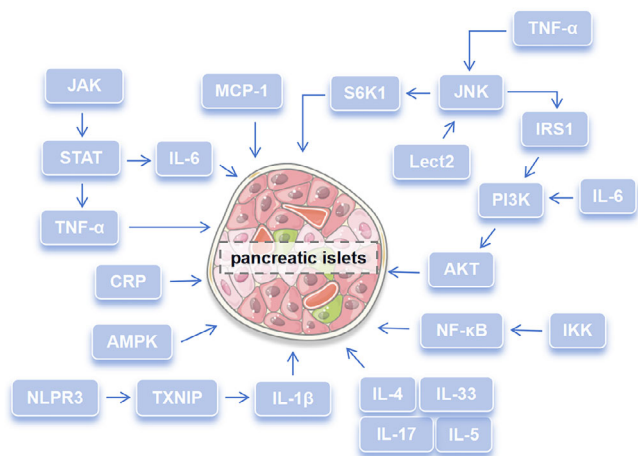 TNF-α
JAK
MCP-1
S6K1
JNK
IRS1
STAT
IL-6
Lect2
PI3K
IL-6
TNF-α
pancreatic islets
AKT
CRP
AMPK
NF-κB
IKK
NLPR3
TXNIP
IL-1β
IL-4
IL-33
IL-17
IL-5